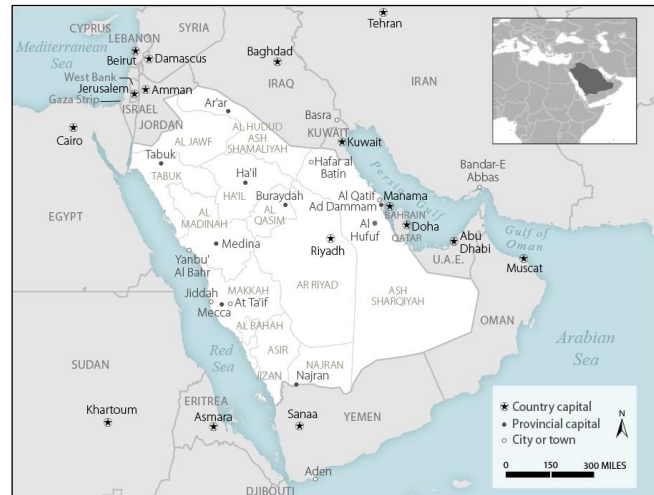 CYPRUS
SYRIA
Tehran
Mediterranean
Sea
LEBANON
Beirut
Damascus
Baghdad
West Bank
Jerusalem
Amman
IRAQ
IRAN
Gaza Strip
ISRAEL
JORDAN
Ar'ar
Basra
Cairo
AL JAWF
AL HUDUD
ASH
SHAMALIYAH
KUWAIT
Kuwait
Tabuk
TABUK
Hafar al
Batin
Persian Gulf
Bandar-E
Abbas
Ha'il
HA'IL
Buraydah
AL
QASIM
Al Qatif
Ad Dammam
Manama
BAHRAIN
EGYPT
AL
MADINAH
Medina
Al
Hufuf
Doha
QATAR
Abu
Dhabi
Gulf of
Oman
Riyadh
U.A.E.
Muscat
Yanbu'
Al Bahr
Jiddah
MAKKAH
At Ta'if
Mecca
AR RIYAD
ASH
SHARQIYAH
AL BAHAH
OMAN
Arabian
Sea
Red
Sea
ASIR
SUDAN
JIZAN
NAJRAN
Najran
Khartoum
ERITREA
Asmara
Sanaa
YEMEN
Aden
DJIBOUTI
Country capital
Provincial capital
City or town
N
0 150 300 MILES